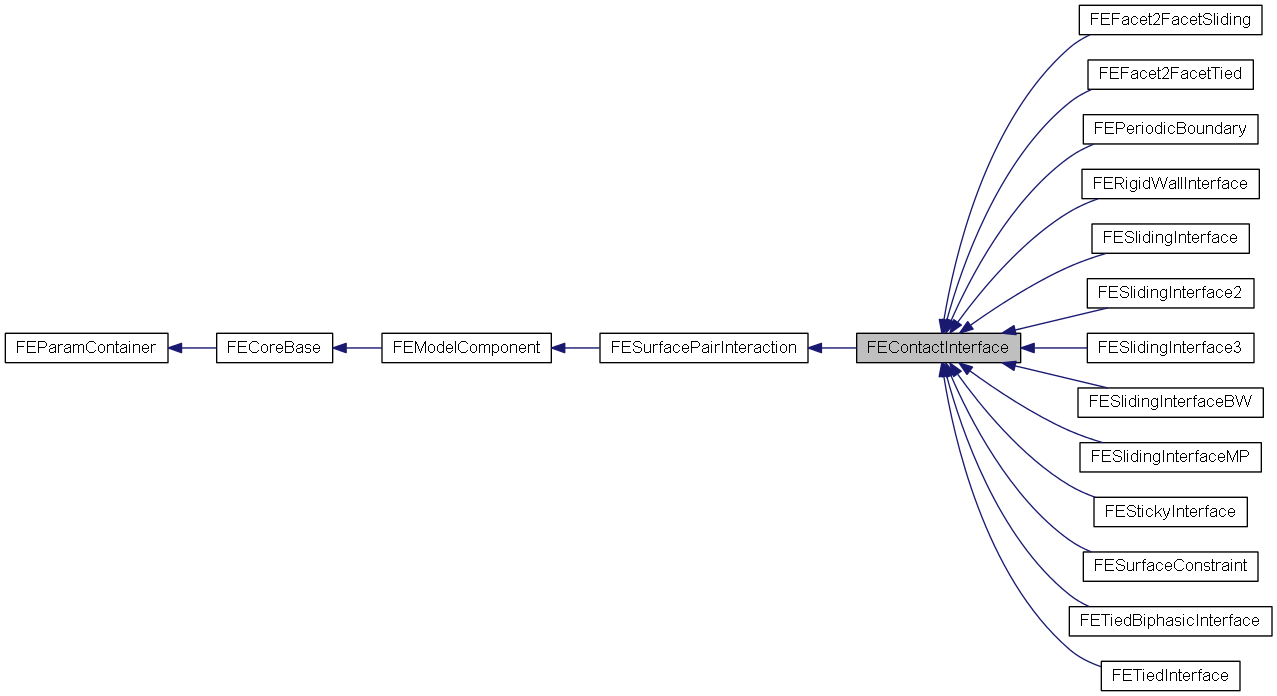 FEFacet2FacetSliding
FEFacet2FacetTied
FEPeriodicBoundary
FERigidWallInterface
FESlidingInterface
FESlidingInterface2
FEParamContainer
FECoreBase
FEModelComponent
FESurfacePairInteraction
FEContactInterface
FESlidingInterface3
FESlidingInterfaceBW
FESlidingInterfaceMP
FEStickyInterface
FESurfaceConstraint
FETiedBiphasicInterface
FETiedInterface